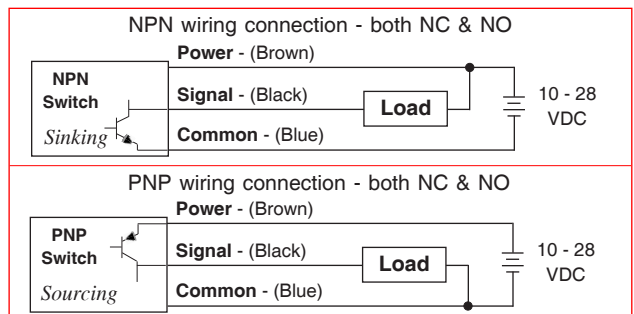 NPN wiring connection - both NC & NO
Power - (Brown)
NPN
Switch
Signal - (Black)
Load
10 - 28
VDC
Sinking
Common - (Blue)
PNP wiring connection - both NC & NO
Power - (Brown)
PNP
Switch
Signal - (Black)
Load
10 - 28
VDC
Sourcing
Common - (Blue)